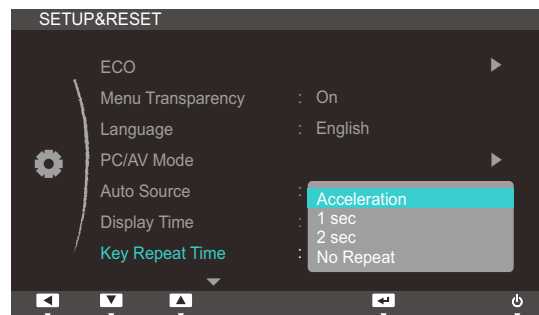 SETUP&RESET
ECO
Menu Transparency : On
Language : English
PC/AV Mode
Auto Source :
Display Time :
Key Repeat Time :
Acceleration
1 sec
2 sec
No Repeat